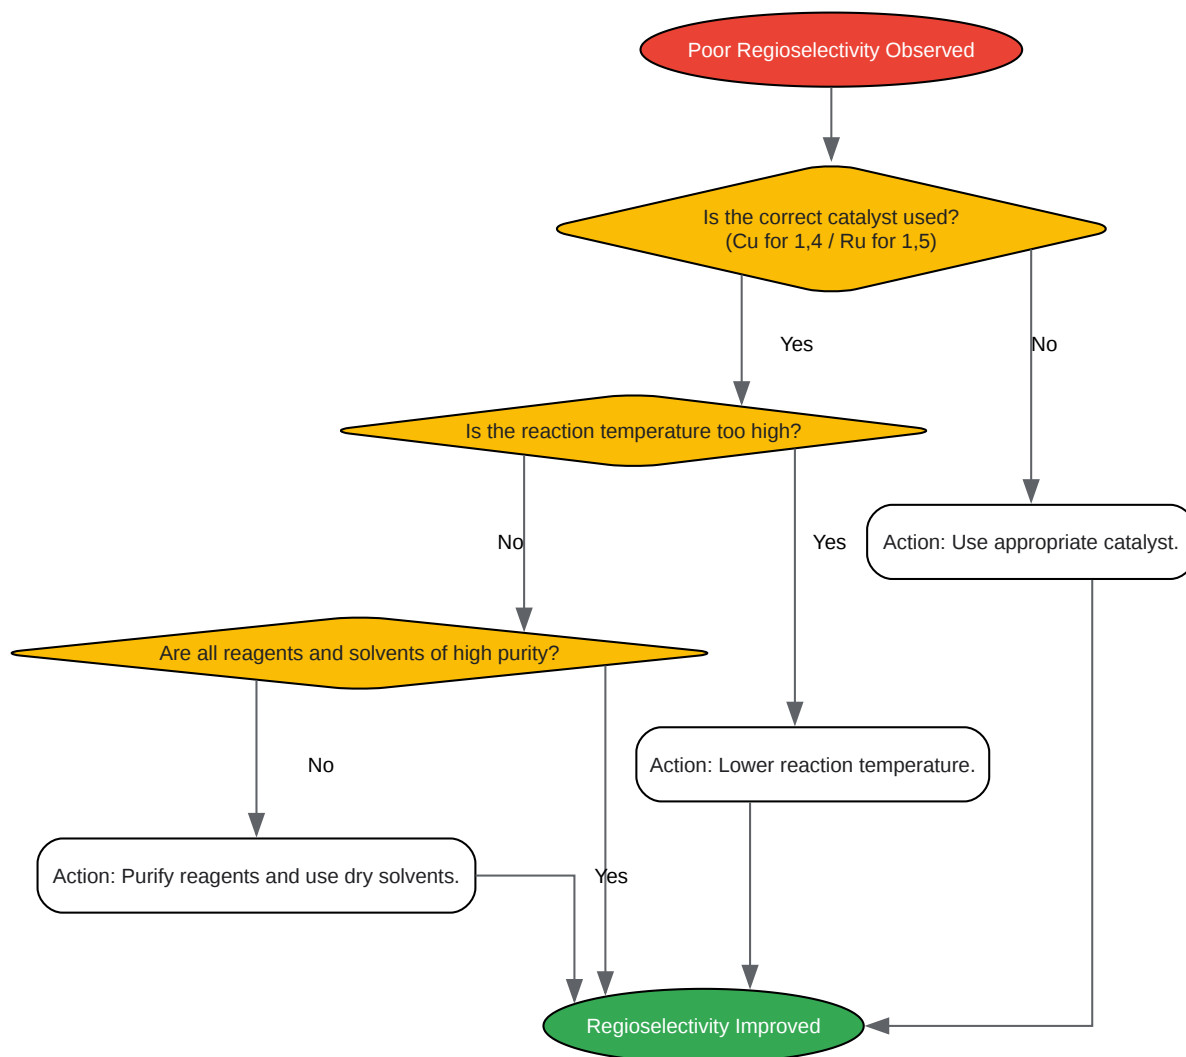 Poor Regioselectivity Observed
Is the correct catalyst used?
(Cu for 1,4 / Ru for 1,5)
Yes
No
Is the reaction temperature too high?
No
Yes
Action: Use appropriate catalyst.
Are all reagents and solvents of high purity?
No
Action: Lower reaction temperature.
Action: Purify reagents and use dry solvents.
Yes
Regioselectivity Improved